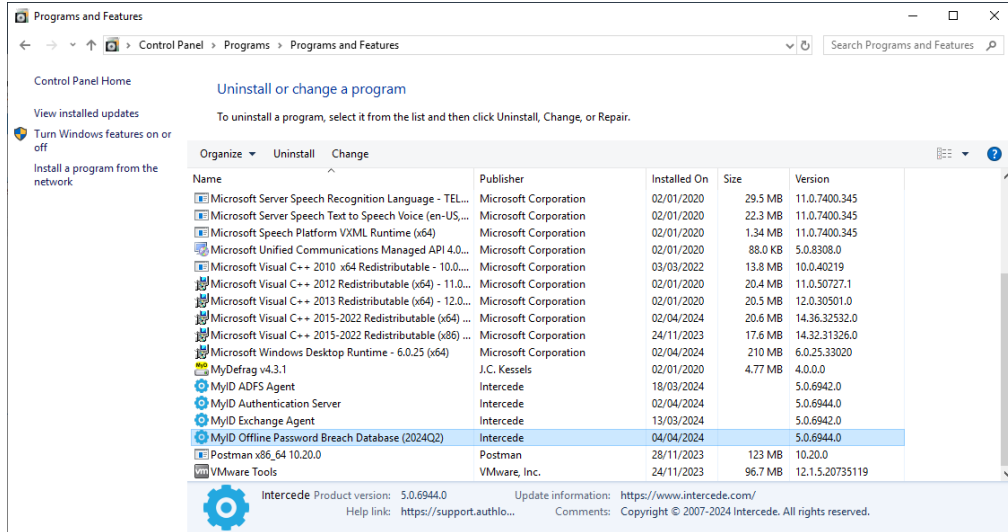 Programs and Features
Control Panel > Programs > Programs and Features
Search Programs and Features
Control Panel Home
View installed updates
Turn Windows features on or
off
Install a program from the
network
Uninstall or change a program
To uninstall a program, select it from the list and then click Uninstall, Change, or Repair.
Organize Uninstall Change
Name Publisher Installed On Size Version
Microsoft Server Speech Recognition Language - TEL... Microsoft Corporation 02/01/2020 29.5 MB 11.0.7400.345
Microsoft Server Speech Text to Speech Voice (en-US,... Microsoft Corporation 02/01/2020 22.3 MB 11.0.7400.345
Microsoft Speech Platform VXML Runtime (x64) Microsoft Corporation 02/01/2020 1.34 MB 11.0.7400.345
Microsoft Unified Communications Managed API 4.0... Microsoft Corporation 02/01/2020 88.0 KB 5.0.8308.0
Microsoft Visual C++ 2010 x64 Redistributable - 10.0.... Microsoft Corporation 03/03/2022 13.8 MB 10.0.40219
Microsoft Visual C++ 2012 Redistributable (x64) - 11.0... Microsoft Corporation 02/01/2020 20.4 MB 11.0.50727.1
Microsoft Visual C++ 2013 Redistributable (x64) - 12.0... Microsoft Corporation 02/01/2020 20.5 MB 12.0.30501.0
Microsoft Visual C++ 2015-2022 Redistributable (x64) ... Microsoft Corporation 02/04/2024 20.6 MB 14.36.32532.0
Microsoft Visual C++ 2015-2022 Redistributable (x86) ... Microsoft Corporation 24/11/2023 17.6 MB 14.32.31326.0
Microsoft Windows Desktop Runtime - 6.0.25 (x64) Microsoft Corporation 02/04/2024 210 MB 6.0.25.33020
MyDefrag v4.3.1 J.C. Kessels 02/01/2020 4.77 MB 4.0.0.0
MyID ADFS Agent Intercede 18/03/2024 5.0.6942.0
MyID Authentication Server Intercede 02/04/2024 5.0.6944.0
MyID Exchange Agent Intercede 13/03/2024 5.0.6942.0
MyID Offline Password Breach Database (2024Q2) Intercede 04/04/2024 5.0.6944.0
Postman x86_64 10.20.0 Postman 28/11/2023 123 MB 10.20.0
VMware Tools VMware, Inc. 24/11/2023 96.7 MB 12.1.5.20735119
Intercede Product version: 5.0.6944.0 Update information: https://www.intercede.com/
Help link: https://support.authlo... Comments: Copyright © 2007-2024 Intercede. All rights reserved.